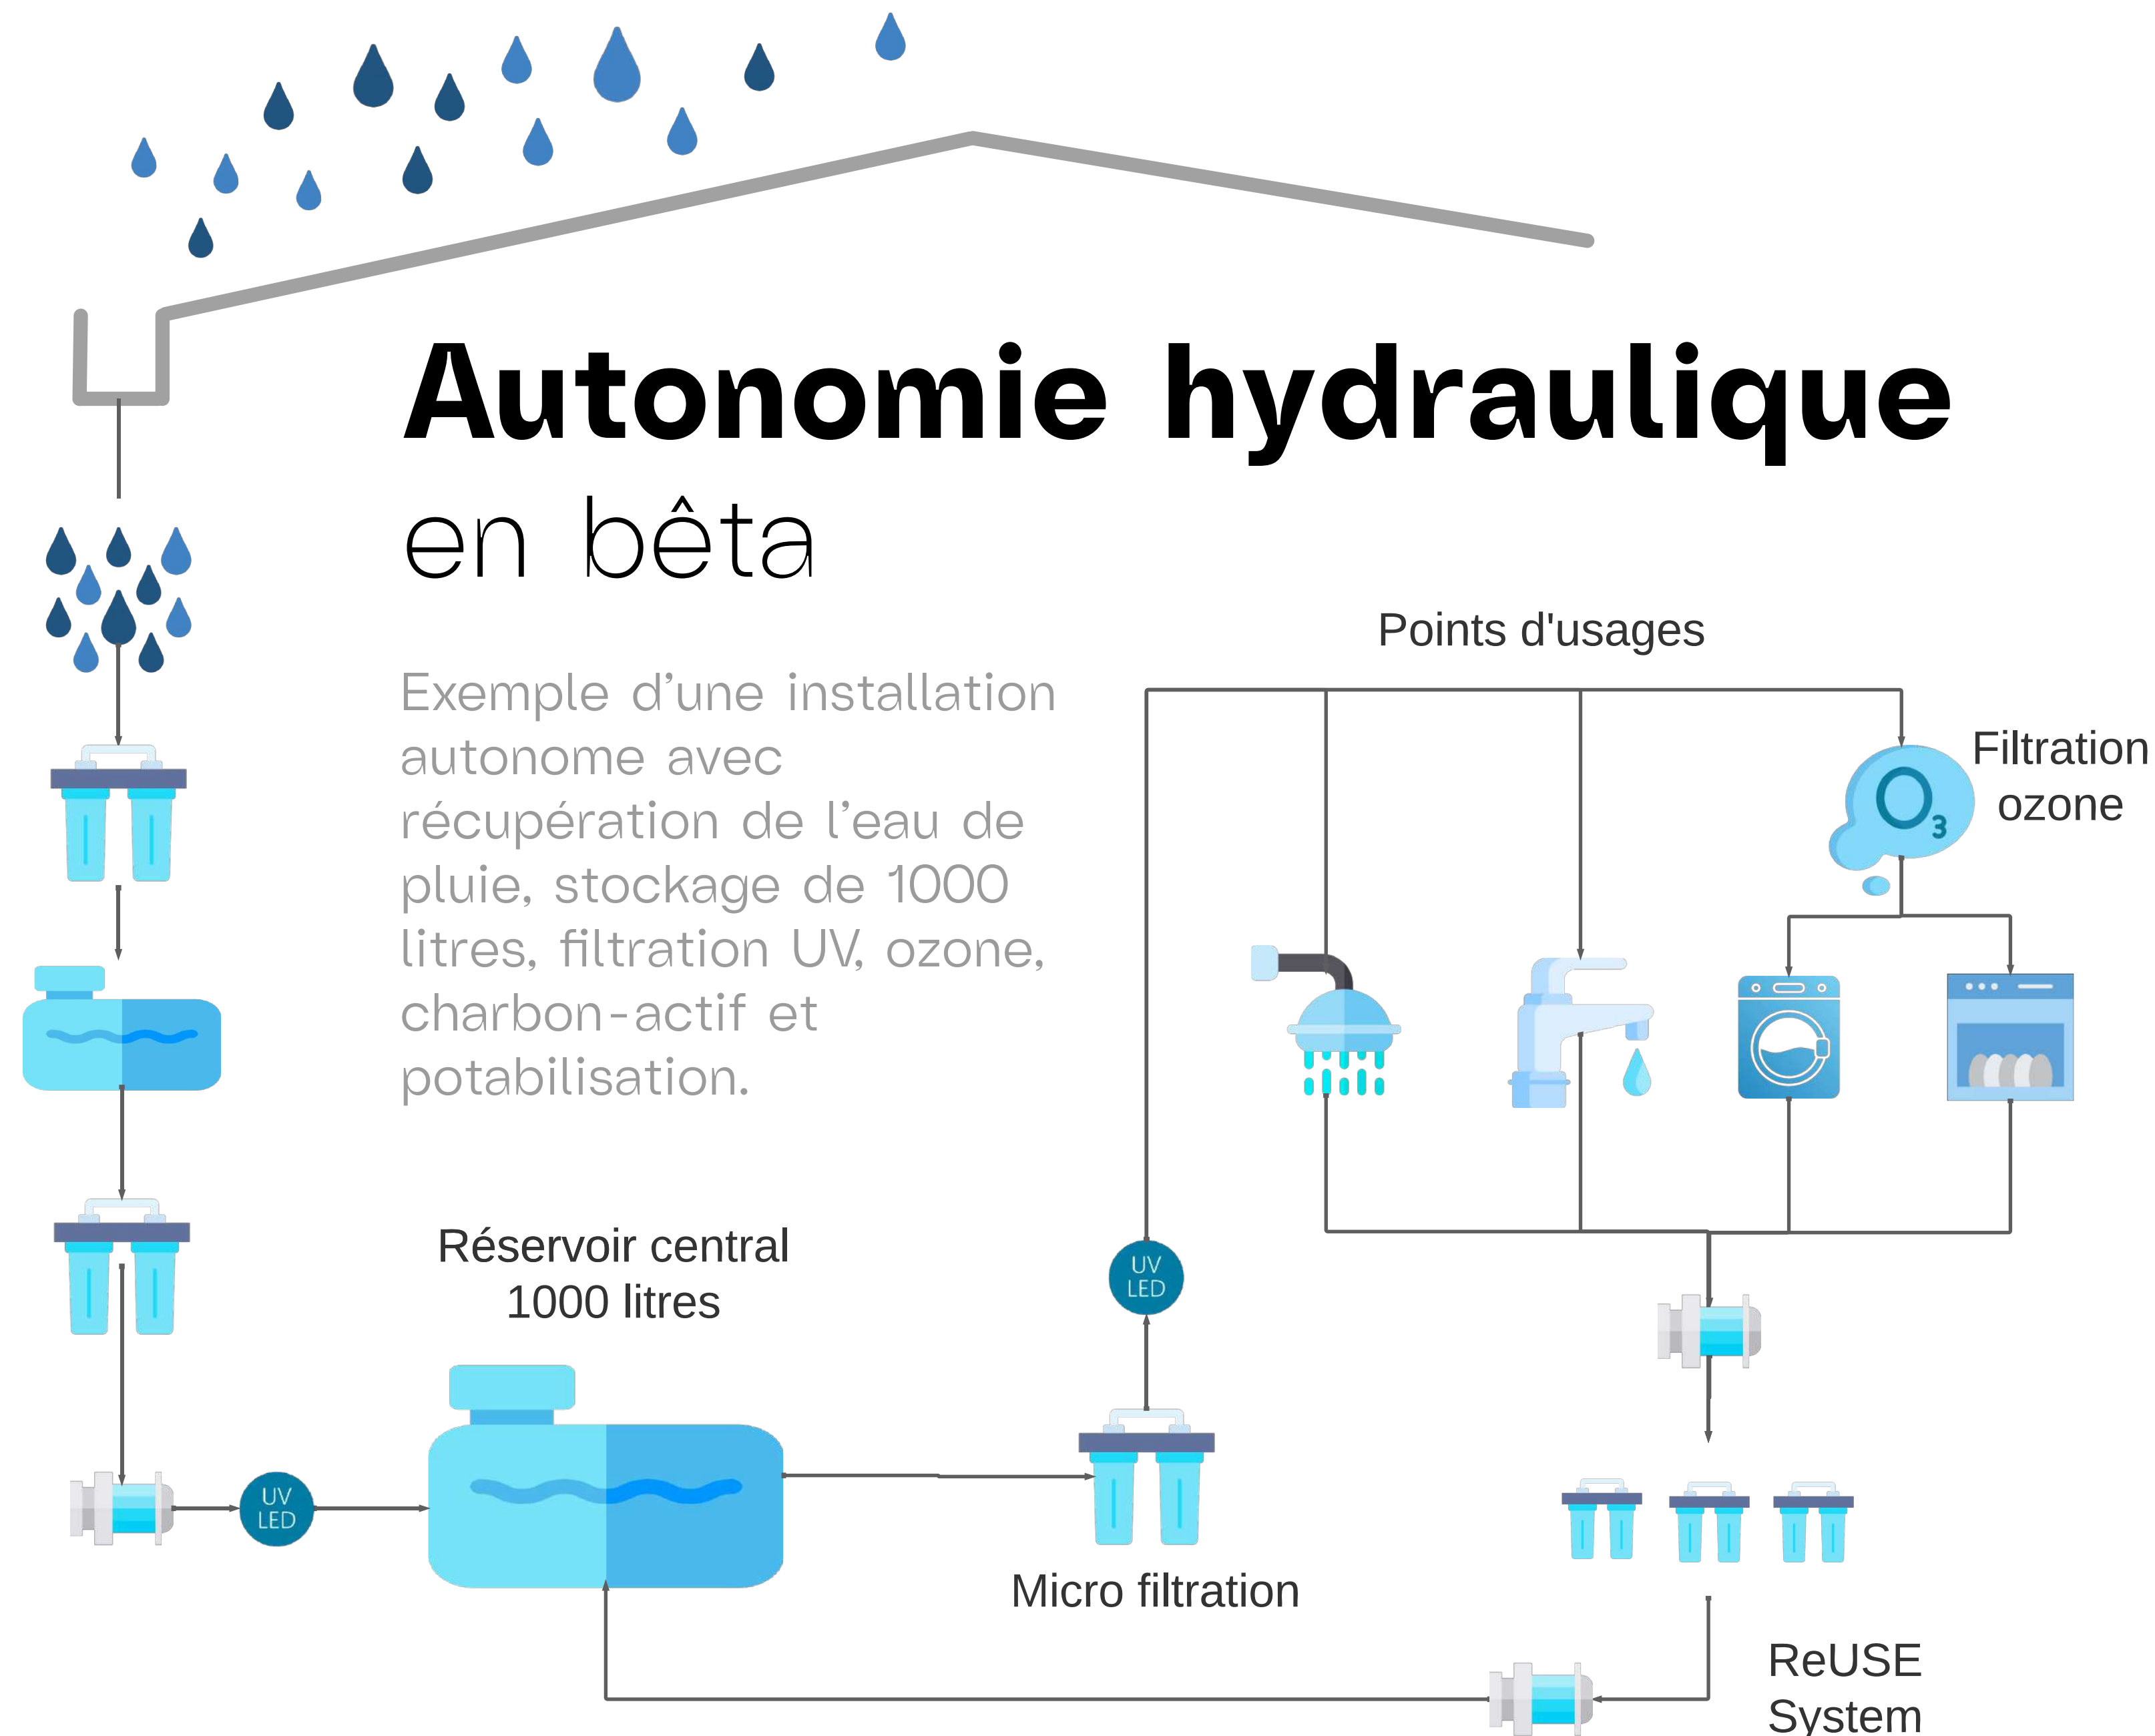 Autonomie hydraulique
en bêta
Exemple d'une installation
autonome avec
récupération de l'eau de
pluie, stockage de 1000
litres, filtration UV, ozone,
charbon-actif et
potabilisation.
Points d'usages
Filtration
ozone
O3
Réservoir central
1000 litres
UV
LED
UV
LED
Micro filtration
ReUSE
System